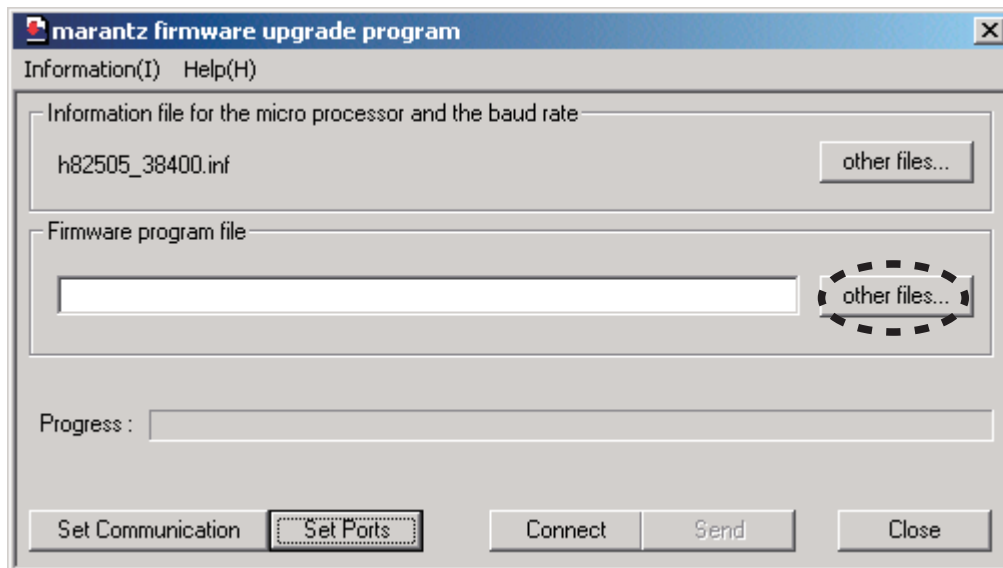 marantz firmware upgrade program
Information(I) Help(H)
Information file for the micro processor and the baud rate
h82505_38400.inf other files...
Firmware program file
other files...
Progress :
Set Communication Set Ports Connect Send Close